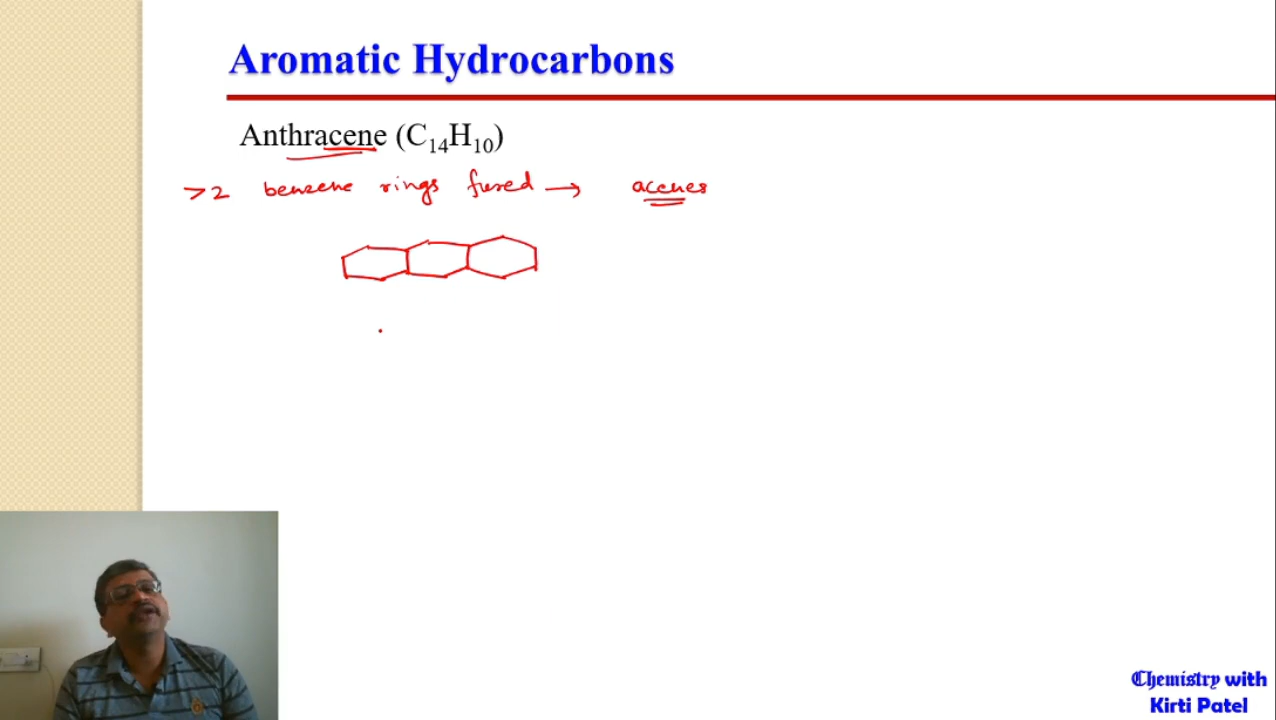 Aromatic Hydrocarbons
Anthracene (C₁₄H₁₀)
>2 benzene rings fused → acenes
Chemistry with
Kirti Patel